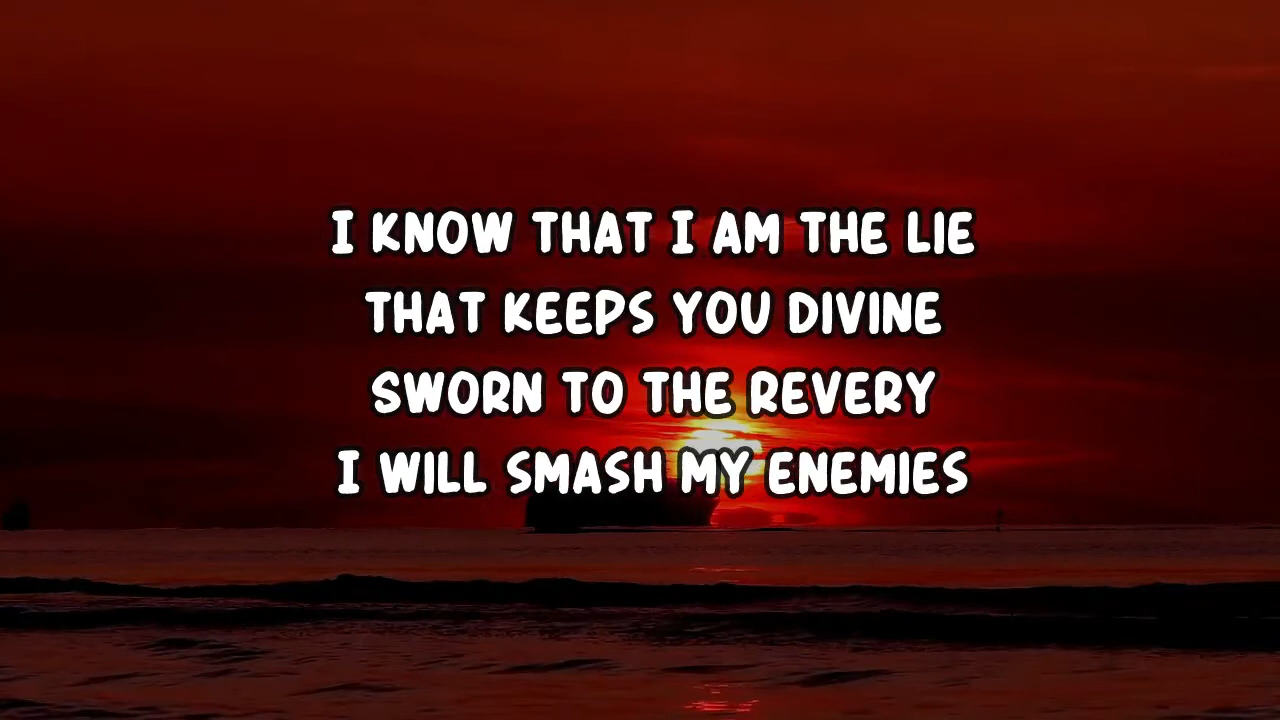 I KNOW THAT I AM THE LIE
THAT KEEPS YOU DIVINE
SWORN TO THE REVERY
I WILL SMASH MY ENEMIES